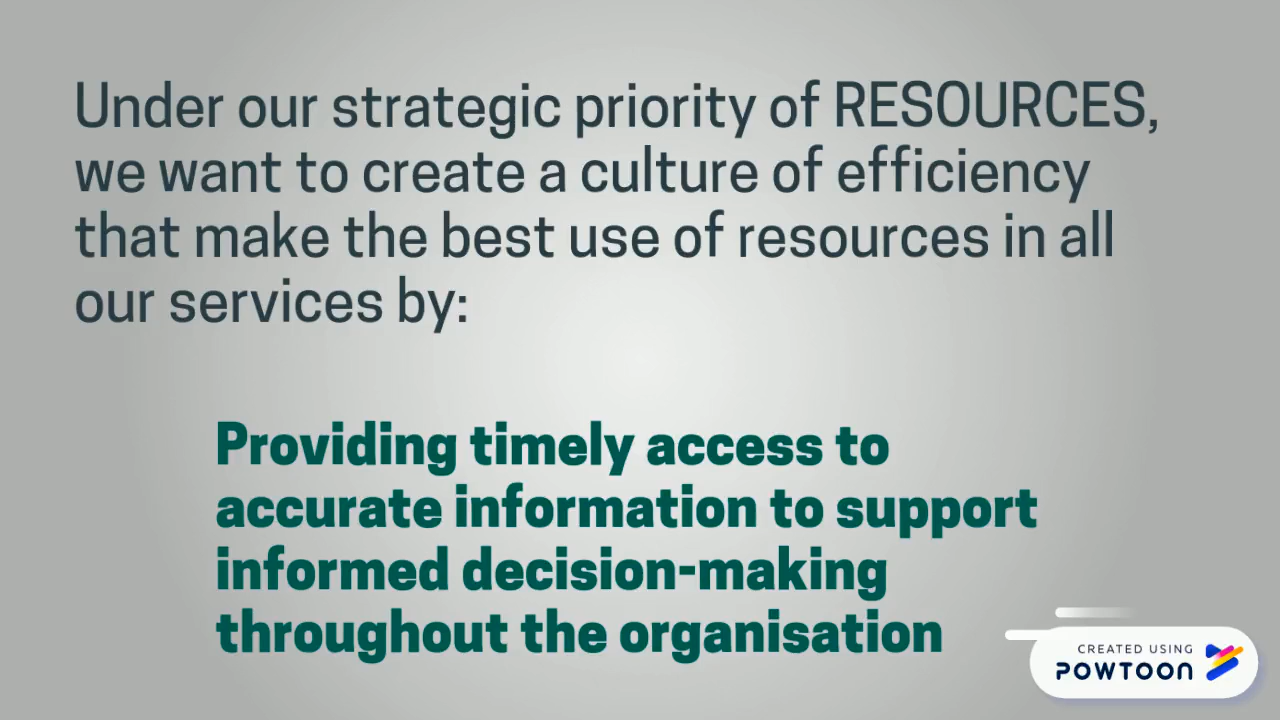 Under our strategic priority of RESOURCES,
we want to create a culture of efficiency
that make the best use of resources in all
our services by:
Providing timely access to
accurate information to support
informed decision-making
throughout the organisation
CREATED USING
POWTOON